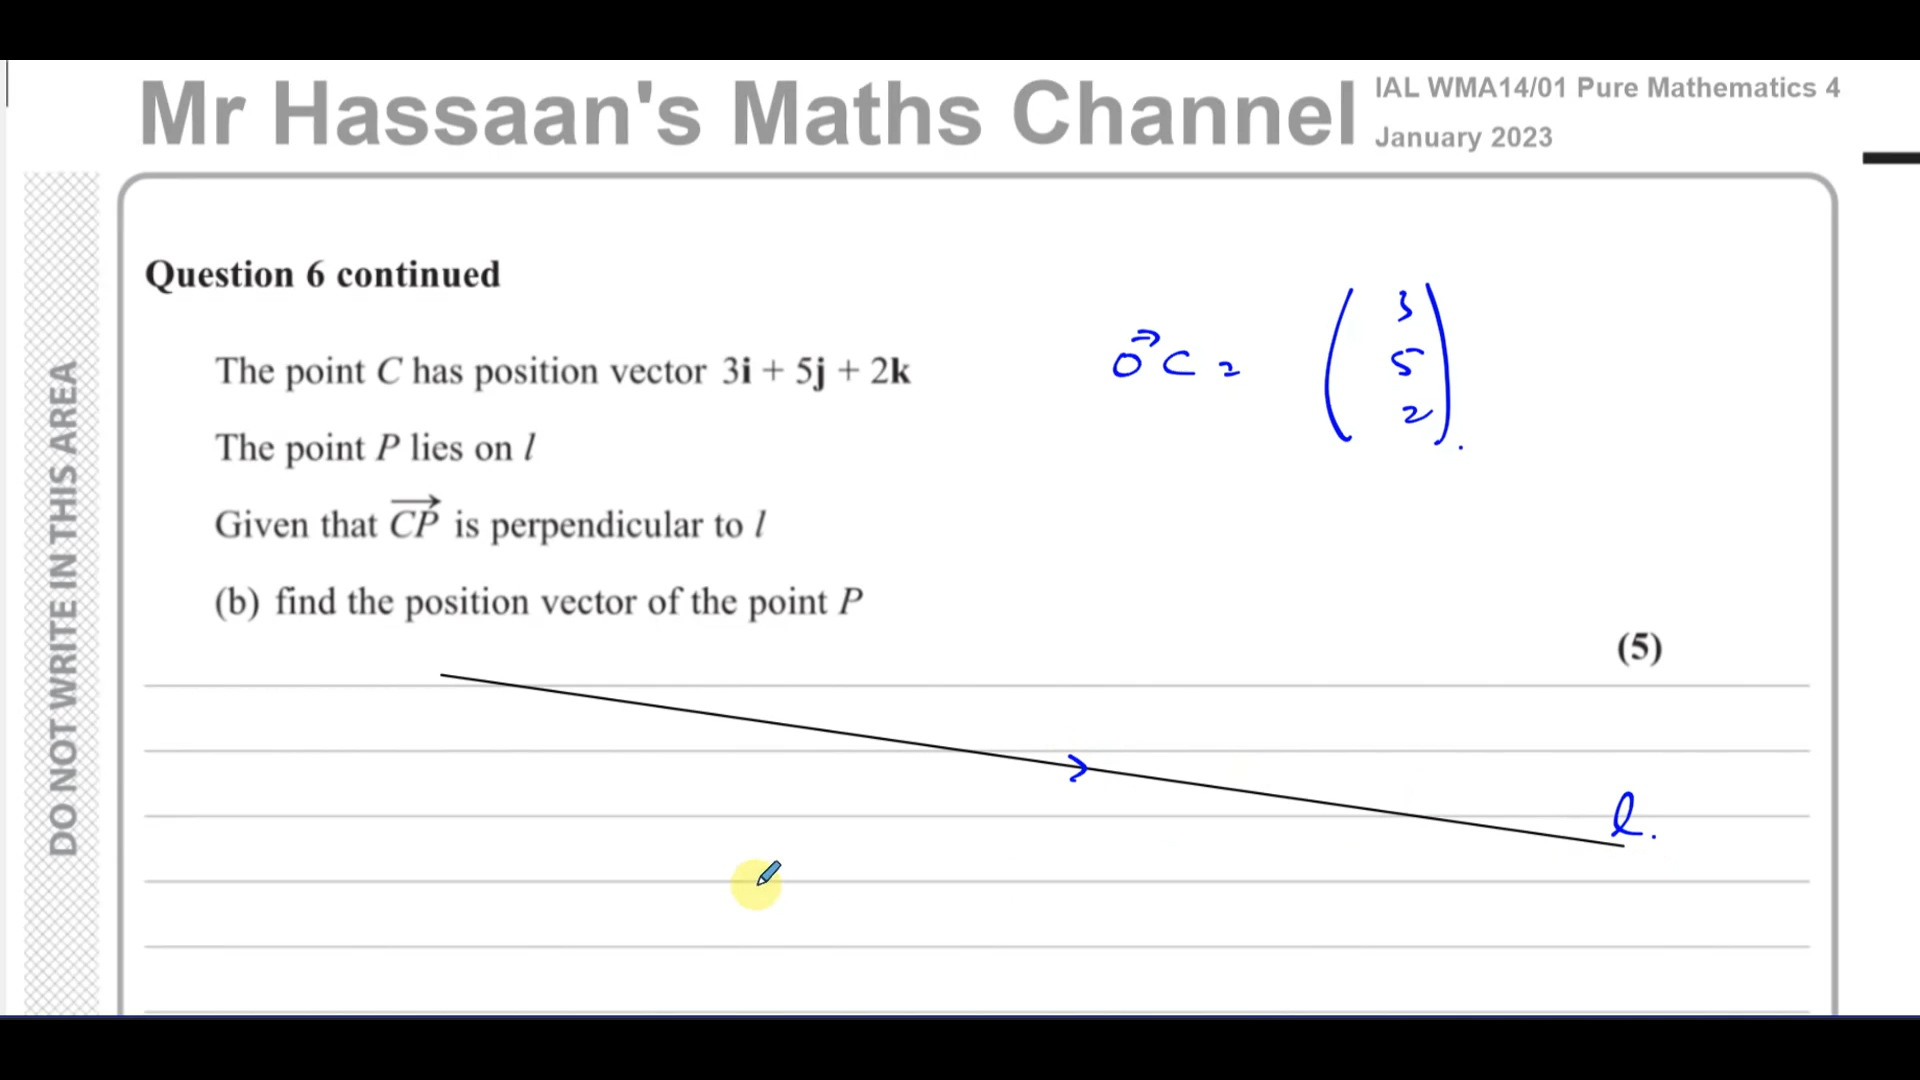 Mr Hassaan's Maths Channel
IAL WMA14/01 Pure Mathematics 4
January 2023
DO NOT WRITE IN THIS AREA
Question 6 continued
The point C has position vector 3i + 5j + 2k
The point P lies on l
Given that CP is perpendicular to l
(b) find the position vector of the point P
(5)
OC =
3
5
2
l.